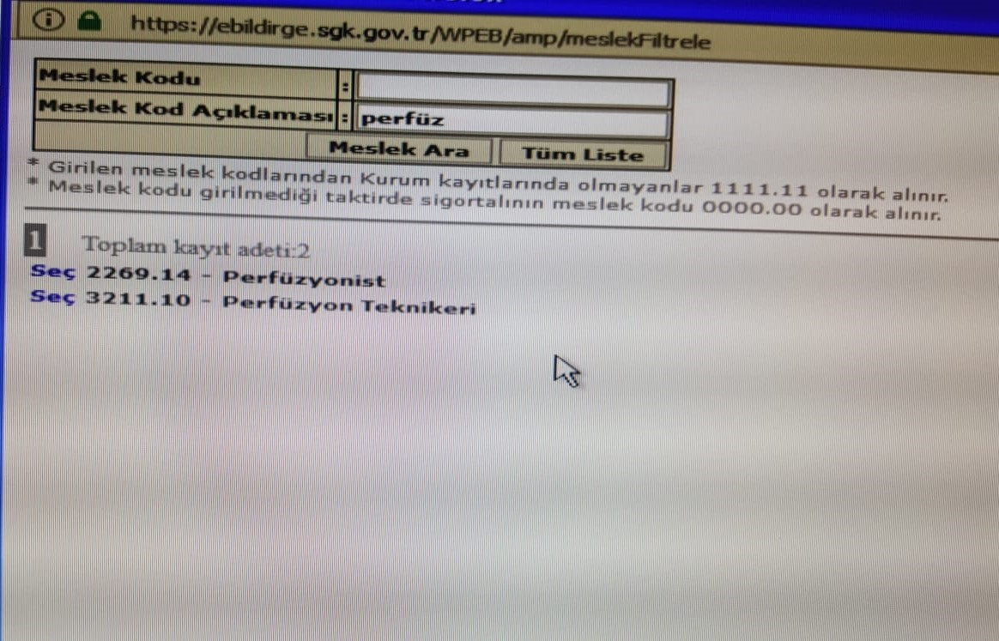 https://ebildirge.sgk.gov.tr/WPEB/amp/meslekFiltrele
Meslek Kodu :
Meslek Kod Açıklaması : perfüz
Meslek Ara Tüm Liste
* Girilen meslek kodlarından Kurum kayıtlarında olmayanlar 1111.11 olarak alınır.
* Meslek kodu girilmediği taktirde sigortalının meslek kodu 0000.00 olarak alınır.
1 Toplam kayıt adeti:2
Seç 2269.14 - Perfüzyonist
Seç 3211.10 - Perfüzyon Teknikeri